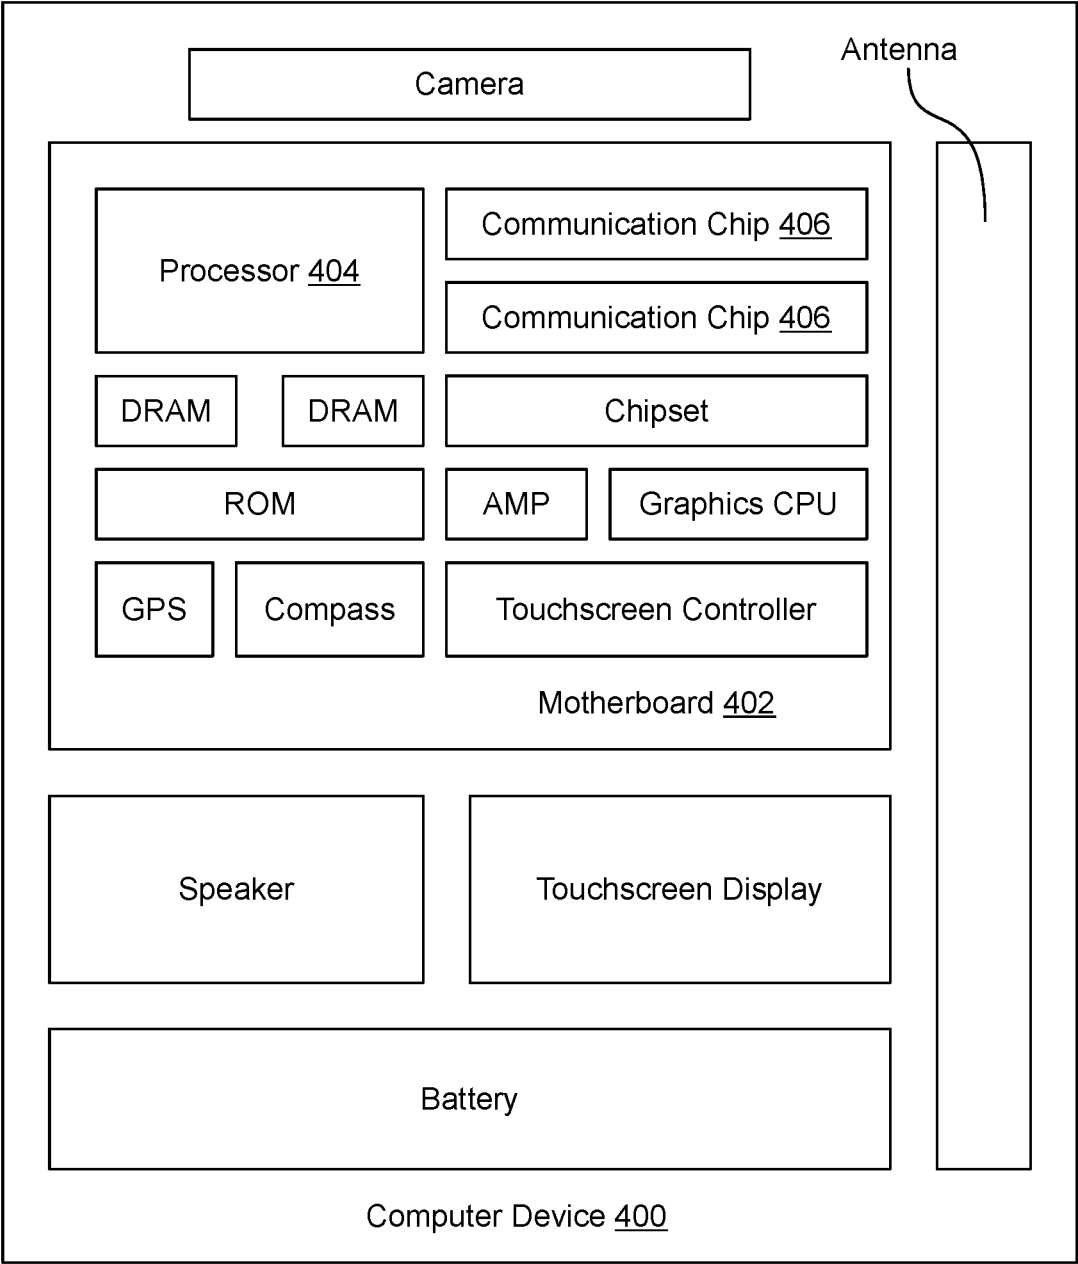 Antenna
Camera
Processor 404
Communication Chip 406
Communication Chip 406
DRAM
DRAM
Chipset
ROM
AMP
Graphics CPU
GPS
Compass
Touchscreen Controller
Motherboard 402
Speaker
Touchscreen Display
Battery
Computer Device 400